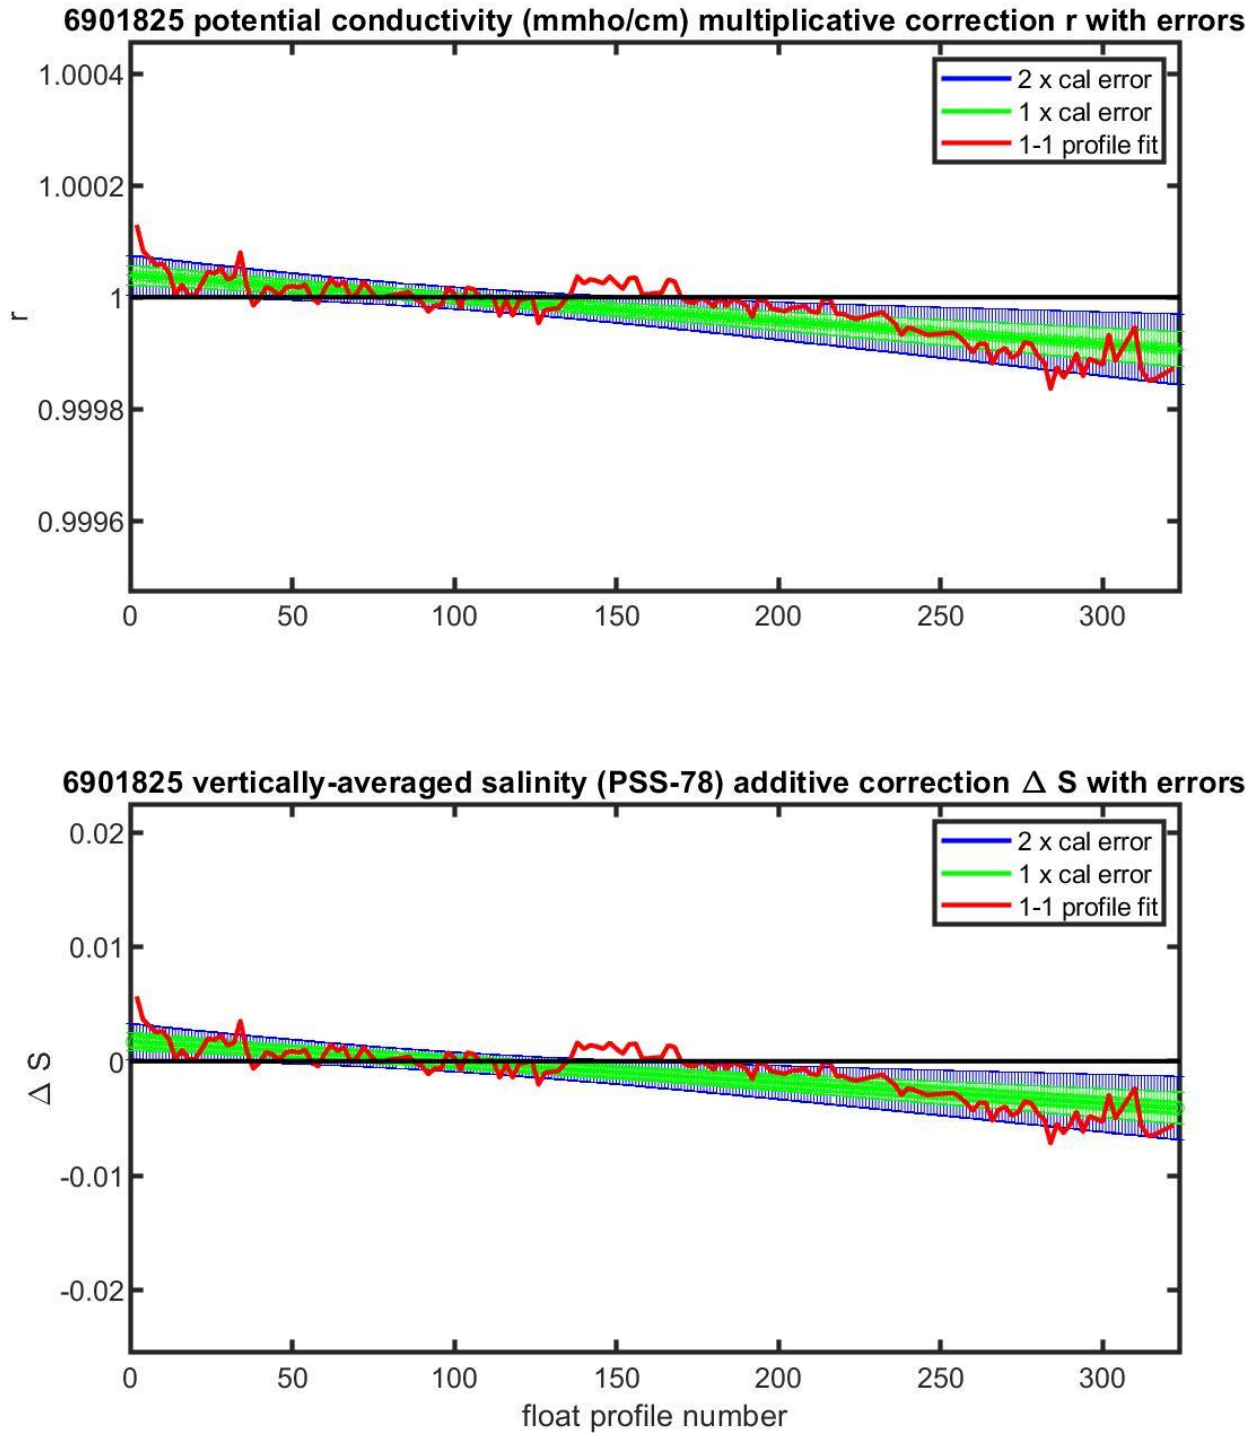 6901825 potential conductivity (mmho/cm) multiplicative correction r with errors
1.0004
1.0002
1
0.9998
0.9996
r
2 x cal error
1 x cal error
1-1 profile fit
0 50 100 150 200 250 300
6901825 vertically-averaged salinity (PSS-78) additive correction Δ S with errors
0.02
0.01
0
-0.01
-0.02
Δ S
2 x cal error
1 x cal error
1-1 profile fit
0 50 100 150 200 250 300
float profile number